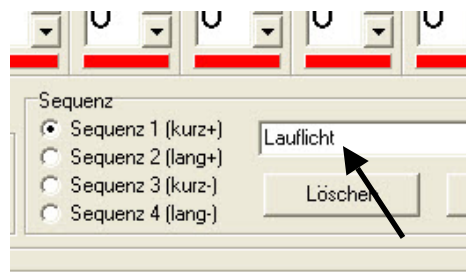 Sequenz
Sequenz 1 (kurz+)
Sequenz 2 (lang+)
Sequenz 3 (kurz-)
Sequenz 4 (lang-)
Lauflicht
Löschen